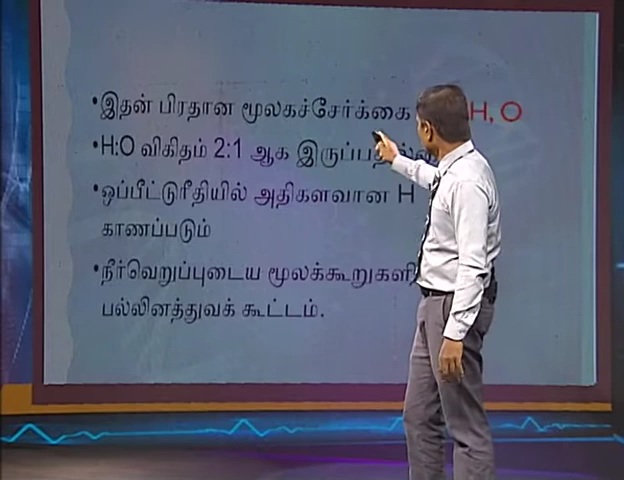 •இதன் பிரதான மூலகச்சேர்க்கை H, O
•H:O விகிதம் 2:1 ஆக
•ஒப்பீட்டுரீதியில் அதிகளவான H
காணப்படும்
•நீர்வெறுப்புடைய
பல்லினத்துவக் கூட்டம்.